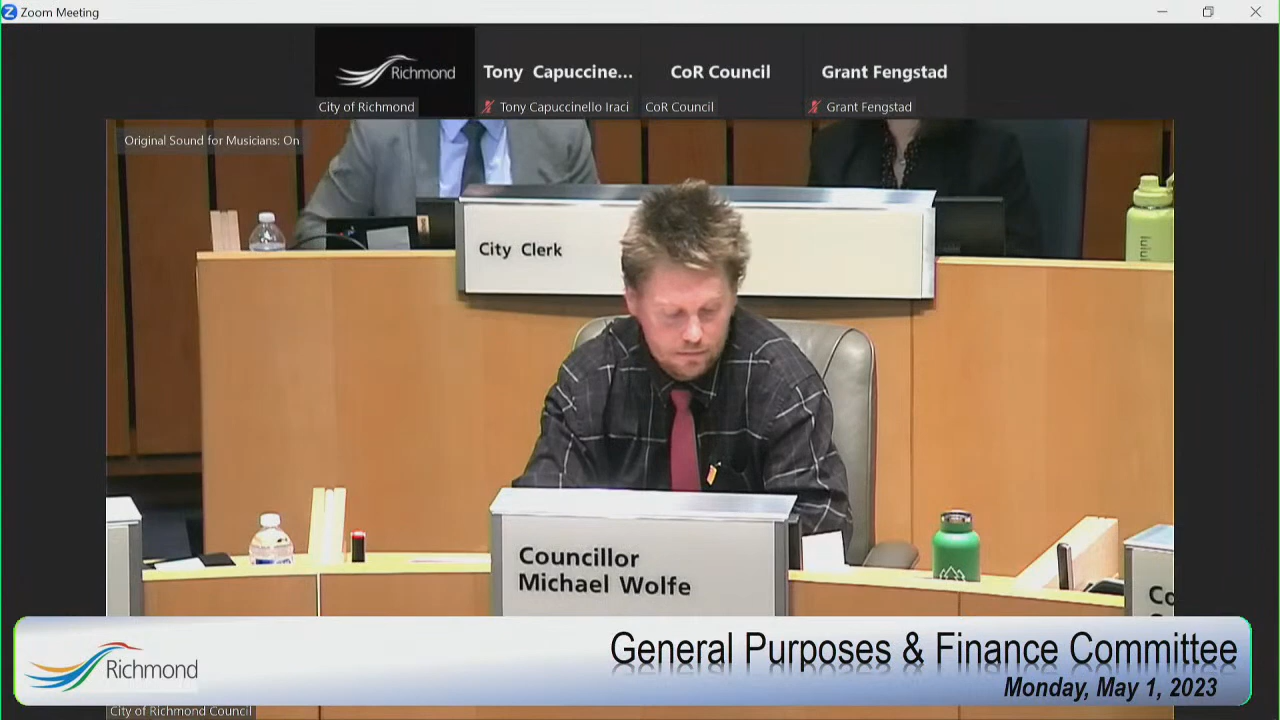 Zoom Meeting
Richmond
Tony Capuccine...
CoR Council
Grant Fengstad
City of Richmond
Tony Capuccinello Iraci
CoR Council
Grant Fengstad
Original Sound for Musicians: On
City Clerk
Councillor
Michael Wolfe
Co
General Purposes & Finance Committee
Richmond
Monday, May 1, 2023
City of Richmond Council